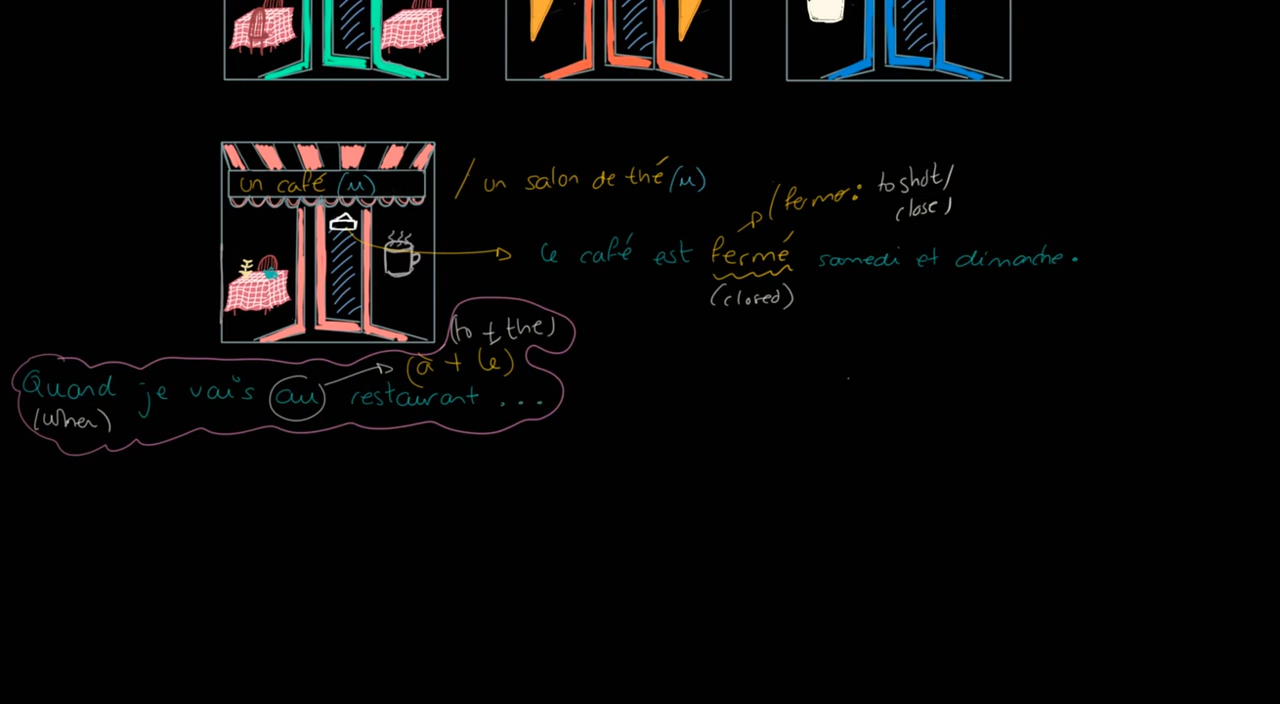 un café (M)
/ un salon de thé (M)
(fermer: to shut/
close)
le café est fermé samedi et dimanche.
(closed)
(to + the)
(à + le)
Quand je vais au restaurant ...
(when)